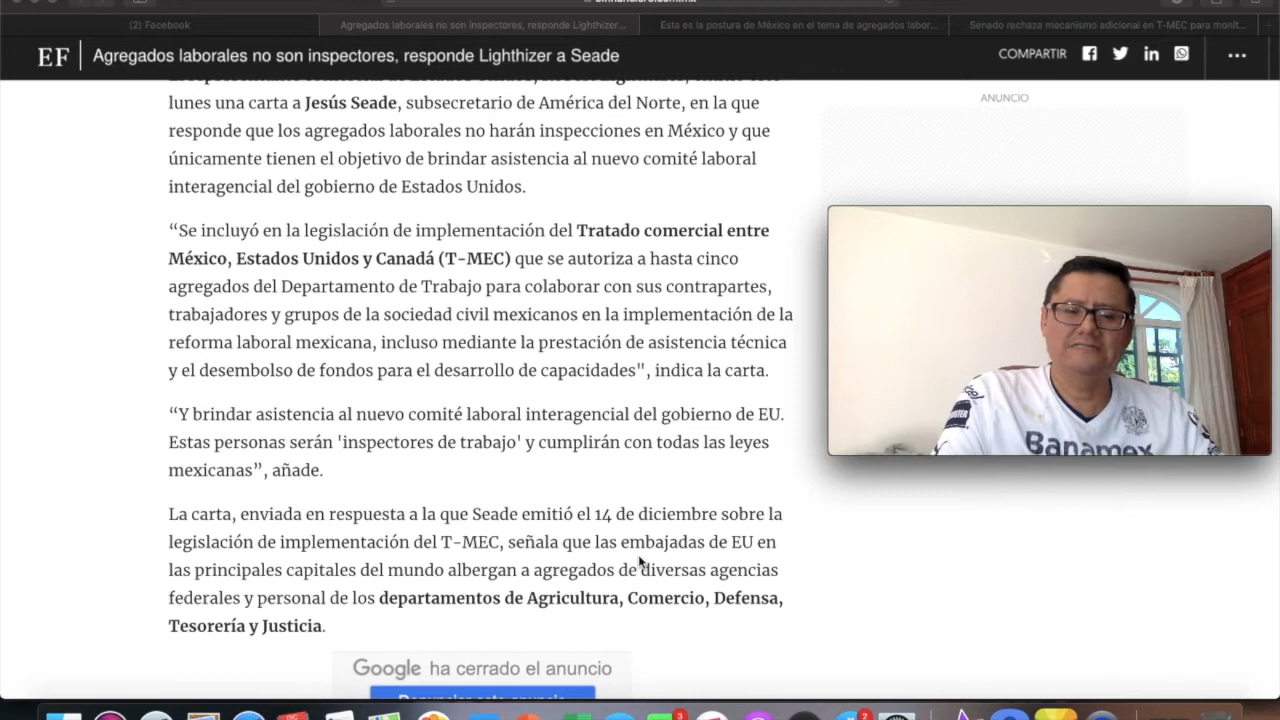 (2) Facebook
Agregados laborales no son inspectores, responde Lighthizer...
Esta es la postura de México en el tema de agregados labor...
Senado rechaza mecanismo adicional en T-MEC para monit...
EF
Agregados laborales no son inspectores, responde Lighthizer a Seade
COMPARTIR
ANUNCIO
lunes una carta a Jesús Seade, subsecretario de América del Norte, en la que
responde que los agregados laborales no harán inspecciones en México y que
únicamente tienen el objetivo de brindar asistencia al nuevo comité laboral
interagencial del gobierno de Estados Unidos.
“Se incluyó en la legislación de implementación del Tratado comercial entre
México, Estados Unidos y Canadá (T-MEC) que se autoriza a hasta cinco
agregados del Departamento de Trabajo para colaborar con sus contrapartes,
trabajadores y grupos de la sociedad civil mexicanos en la implementación de la
reforma laboral mexicana, incluso mediante la prestación de asistencia técnica
y el desembolso de fondos para el desarrollo de capacidades", indica la carta.
“Y brindar asistencia al nuevo comité laboral interagencial del gobierno de EU.
Estas personas serán 'inspectores de trabajo' y cumplirán con todas las leyes
mexicanas”, añade.
La carta, enviada en respuesta a la que Seade emitió el 14 de diciembre sobre la
legislación de implementación del T-MEC, señala que las embajadas de EU en
las principales capitales del mundo albergan a agregados de diversas agencias
federales y personal de los departamentos de Agricultura, Comercio, Defensa,
Tesorería y Justicia.
Google ha cerrado el anuncio
Banamex
3
2